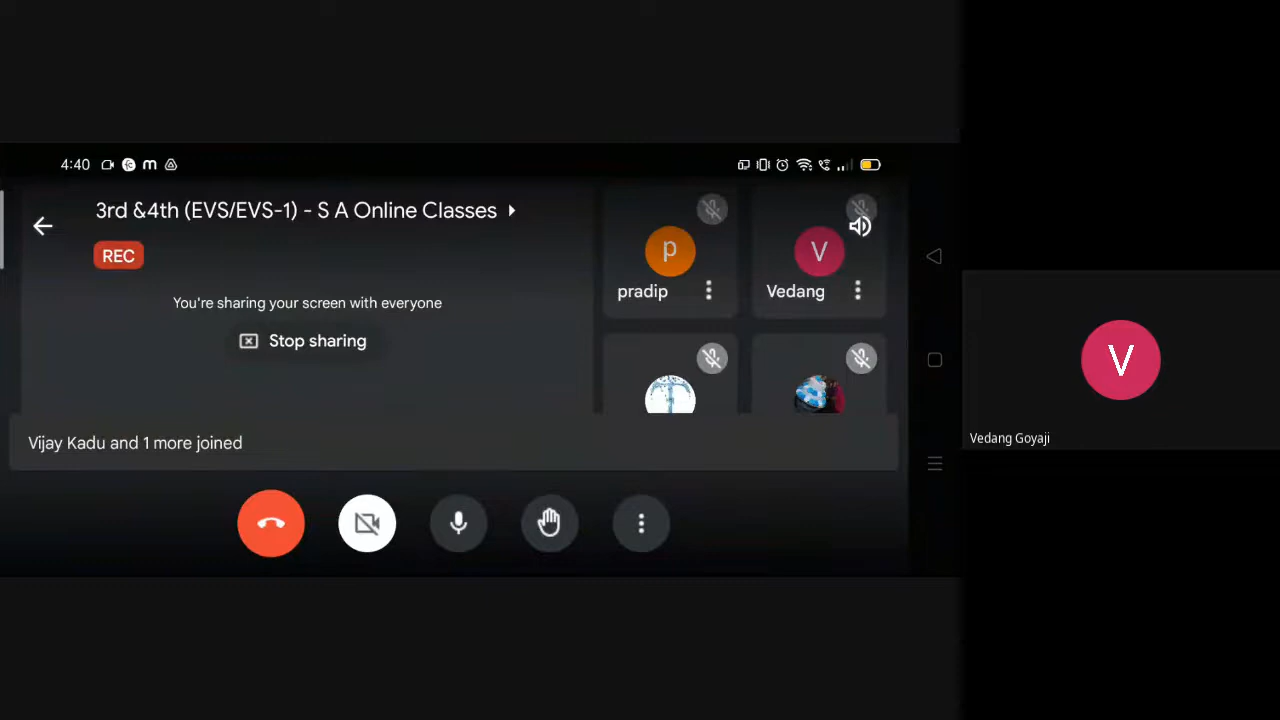 4:40
3rd &4th (EVS/EVS-1) - S A Online Classes
REC
You're sharing your screen with everyone
Stop sharing
P
pradip
V
Vedang
Vijay Kadu and 1 more joined
V
Vedang Goyaji